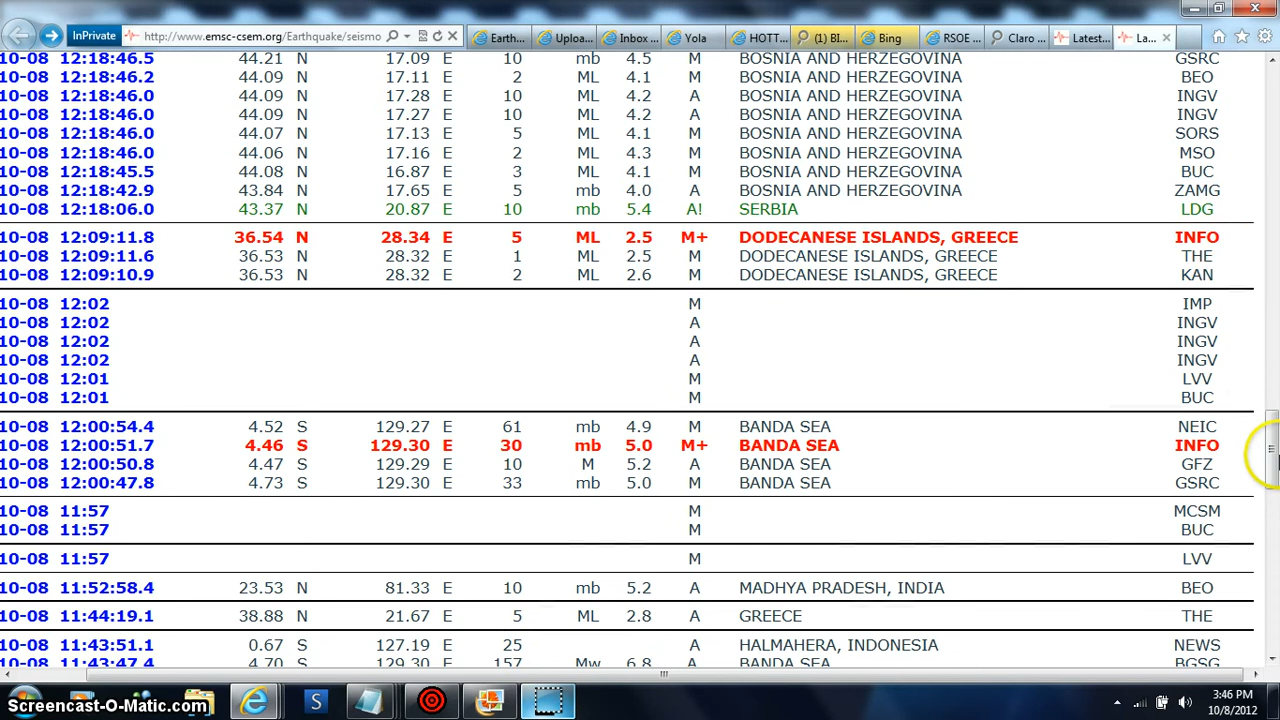 InPrivate http://www.emsc-csem.org/Earthquake/seismo Earth... Uploa... Inbox ... Yola HOTT... (1) Bl... Bing RSOE ... Claro ... Latest... La...
10-08 12:18:46.5 44.21 N 17.09 E 10 mb 4.5 M BOSNIA AND HERZEGOVINA GSRC
10-08 12:18:46.2 44.09 N 17.11 E 2 ML 4.1 M BOSNIA AND HERZEGOVINA BEO
10-08 12:18:46.0 44.09 N 17.28 E 10 ML 4.2 A BOSNIA AND HERZEGOVINA INGV
10-08 12:18:46.0 44.09 N 17.27 E 10 ML 4.2 A BOSNIA AND HERZEGOVINA INGV
10-08 12:18:46.0 44.07 N 17.13 E 5 ML 4.1 M BOSNIA AND HERZEGOVINA SORS
10-08 12:18:46.0 44.06 N 17.16 E 2 ML 4.3 M BOSNIA AND HERZEGOVINA MSO
10-08 12:18:45.5 44.08 N 16.87 E 3 ML 4.1 M BOSNIA AND HERZEGOVINA BUC
10-08 12:18:42.9 43.84 N 17.65 E 5 mb 4.0 A BOSNIA AND HERZEGOVINA ZAMG
10-08 12:18:06.0 43.37 N 20.87 E 10 mb 5.4 A! SERBIA LDG
10-08 12:09:11.8 36.54 N 28.34 E 5 ML 2.5 M+ DODECANESE ISLANDS, GREECE INFO
10-08 12:09:11.6 36.53 N 28.32 E 1 ML 2.5 M DODECANESE ISLANDS, GREECE THE
10-08 12:09:10.9 36.53 N 28.32 E 2 ML 2.6 M DODECANESE ISLANDS, GREECE KAN
10-08 12:02 M IMP
10-08 12:02 A INGV
10-08 12:02 A INGV
10-08 12:02 A INGV
10-08 12:01 M LVV
10-08 12:01 M BUC
10-08 12:00:54.4 4.52 S 129.27 E 61 mb 4.9 M BANDA SEA NEIC
10-08 12:00:51.7 4.46 S 129.30 E 30 mb 5.0 M+ BANDA SEA INFO
10-08 12:00:50.8 4.47 S 129.29 E 10 M 5.2 A BANDA SEA GFZ
10-08 12:00:47.8 4.73 S 129.30 E 33 mb 5.0 M BANDA SEA GSRC
10-08 11:57 M MCSM
10-08 11:57 M BUC
10-08 11:57 M LVV
10-08 11:52:58.4 23.53 N 81.33 E 10 mb 5.2 A MADHYA PRADESH, INDIA BEO
10-08 11:44:19.1 38.88 N 21.67 E 5 ML 2.8 A GREECE THE
10-08 11:43:51.1 0.67 S 127.19 E 25 A HALMAHERA, INDONESIA NEWS
10-08 11:43:47.4 4.70 S 129.30 E 157 Mw 6.8 A BANDA SEA BGSG
S
3:46 PM
10/8/2012
Screencast-O-Matic.com